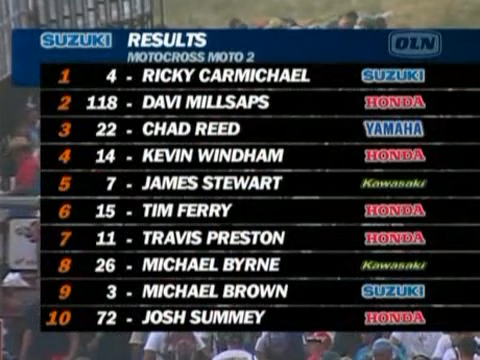 SUZUKI RESULTS OLN
MOTOCROSS MOTO 2
1 4 - RICKY CARMICHAEL SUZUKI
2 118 - DAVI MILLSAPS HONDA
3 22 - CHAD REED YAMAHA
4 14 - KEVIN WINDHAM HONDA
5 7 - JAMES STEWART Kawasaki
6 15 - TIM FERRY HONDA
7 11 - TRAVIS PRESTON HONDA
8 26 - MICHAEL BYRNE Kawasaki
9 3 - MICHAEL BROWN SUZUKI
10 72 - JOSH SUMMEY HONDA